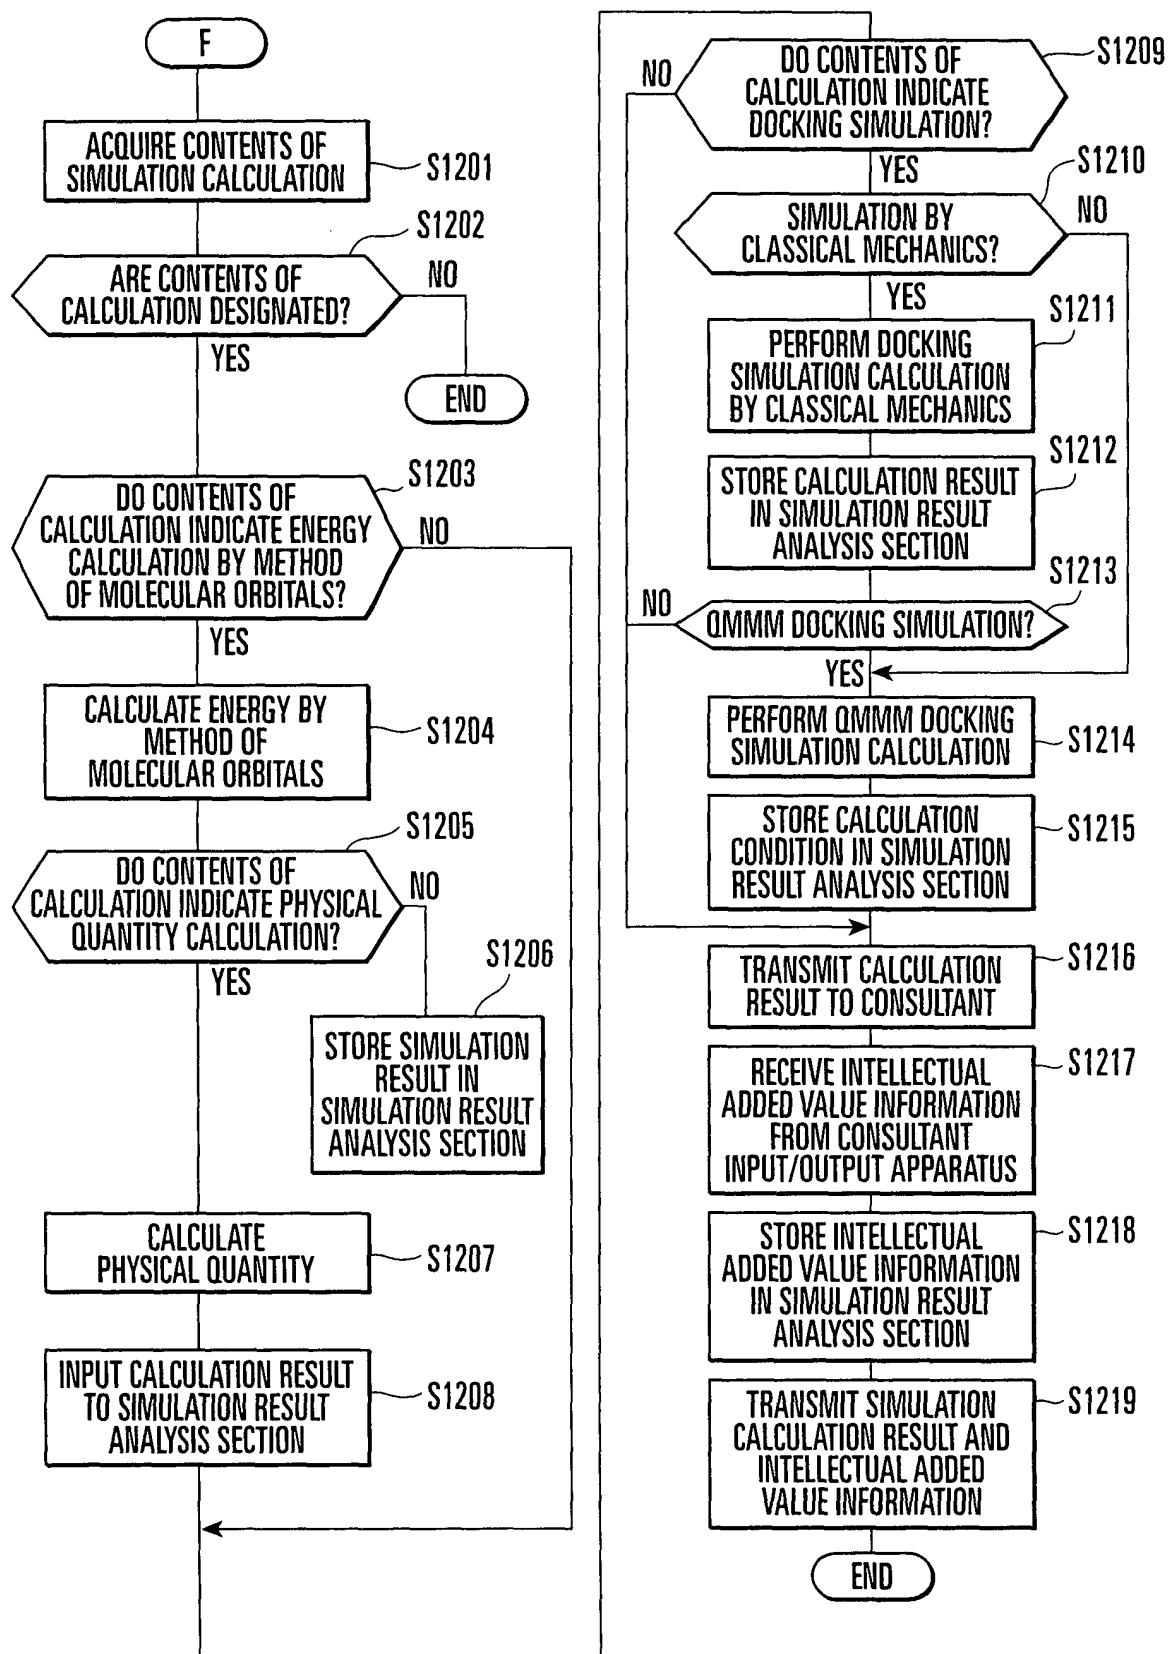 F
ACQUIRE CONTENTS OF
SIMULATION CALCULATION
S1201
S1202
ARE CONTENTS OF
CALCULATION DESIGNATED?
NO
YES
END
S1203
DO CONTENTS OF
CALCULATION INDICATE ENERGY
CALCULATION BY METHOD
OF MOLECULAR ORBITALS?
NO
YES
CALCULATE ENERGY BY
METHOD OF
MOLECULAR ORBITALS
S1204
S1205
DO CONTENTS OF
CALCULATION INDICATE PHYSICAL
QUANTITY CALCULATION?
NO
YES
S1206
STORE SIMULATION
RESULT IN
SIMULATION RESULT
ANALYSIS SECTION
CALCULATE
PHYSICAL QUANTITY
S1207
INPUT CALCULATION RESULT
TO SIMULATION RESULT
ANALYSIS SECTION
S1208
S1209
DO CONTENTS OF
CALCULATION INDICATE
DOCKING SIMULATION?
NO
YES
S1210
SIMULATION BY
CLASSICAL MECHANICS?
NO
YES
S1211
PERFORM DOCKING
SIMULATION CALCULATION
BY CLASSICAL MECHANICS
S1212
STORE CALCULATION RESULT
IN SIMULATION RESULT
ANALYSIS SECTION
S1213
NO
QMMM DOCKING SIMULATION?
YES
PERFORM QMMM DOCKING
SIMULATION CALCULATION
S1214
STORE CALCULATION
CONDITION IN SIMULATION
RESULT ANALYSIS SECTION
S1215
TRANSMIT CALCULATION
RESULT TO CONSULTANT
S1216
RECEIVE INTELLECTUAL
ADDED VALUE INFORMATION
FROM CONSULTANT
INPUT/OUTPUT APPARATUS
S1217
STORE INTELLECTUAL
ADDED VALUE INFORMATION
IN SIMULATION RESULT
ANALYSIS SECTION
S1218
TRANSMIT SIMULATION
CALCULATION RESULT AND
INTELLECTUAL ADDED
VALUE INFORMATION
S1219
END